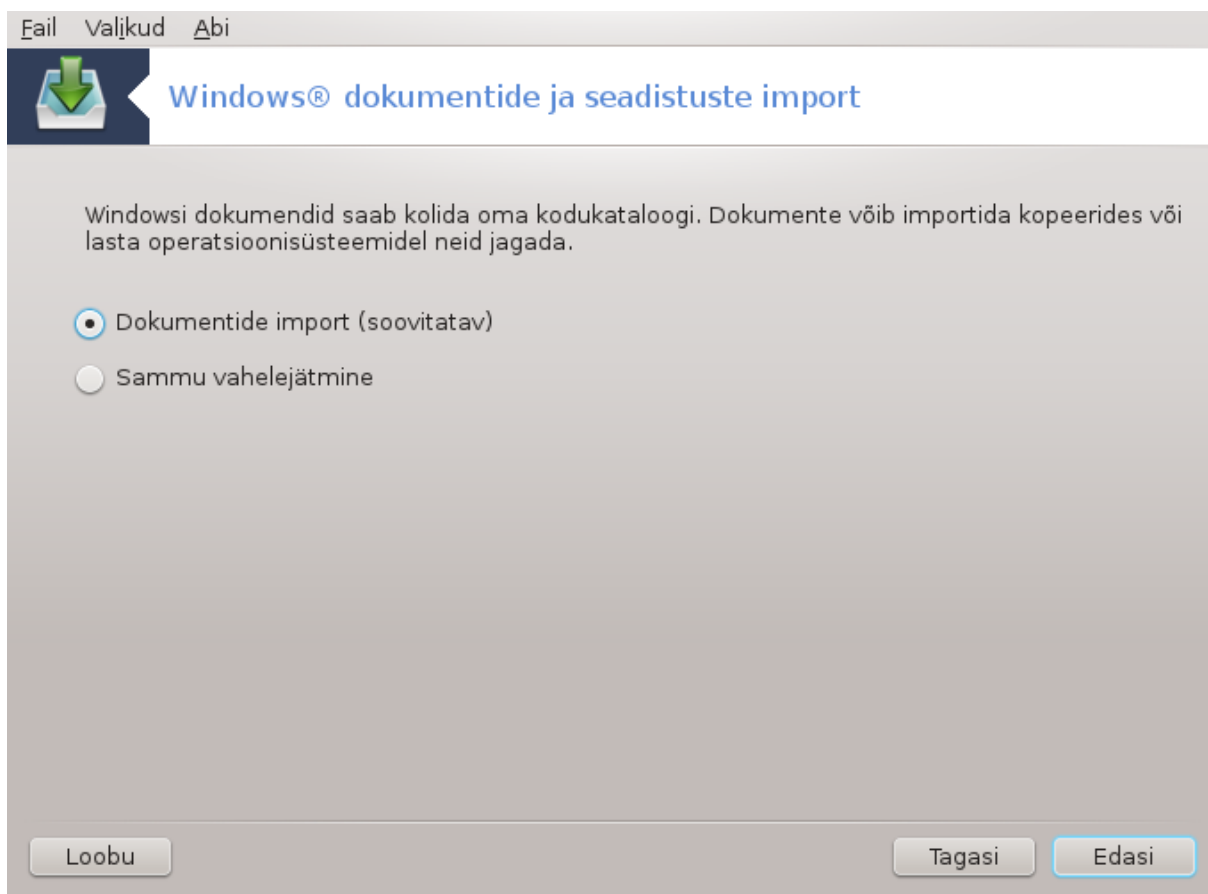 Fail Valikud Abi
Windows® dokumentide ja seadistuste import
Windowsi dokumendid saab kolida oma kodukataloogi. Dokumente võib importida kopeerides või
lasta operatsioonisüsteemidel neid jagada.
Dokumentide import (soovitatav)
Sammu vahelejätmine
Loobu Tagasi Edasi